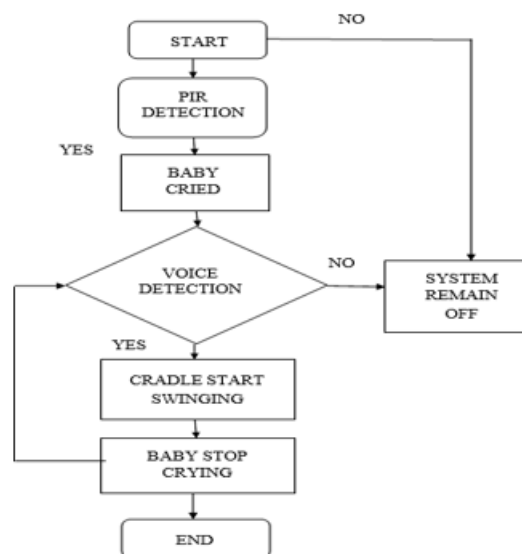 NO
START
PIR
DETECTION
YES
BABY
CRIED
VOICE
DETECTION
NO
SYSTEM
REMAIN
OFF
YES
CRADLE START
SWINGING
BABY STOP
CRYING
END